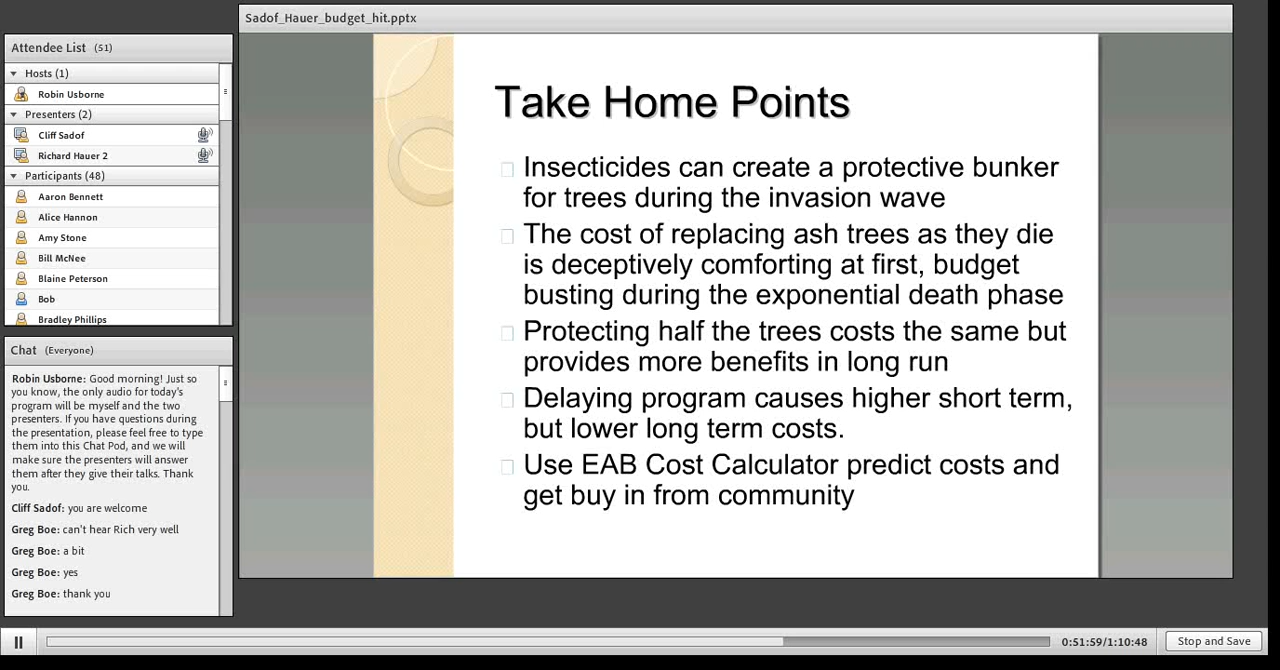 Sadof_Hauer_budget_hit.pptx
Attendee List (51)
Hosts (1)
Robin Usborne
Presenters (2)
Cliff Sadof
Richard Hauer 2
Participants (48)
Aaron Bennett
Alice Hannon
Amy Stone
Bill McNee
Blaine Peterson
Bob
Bradley Phillips
Chat (Everyone)
Robin Usborne: Good morning! Just so
you know, the only audio for today's
program will be myself and the two
presenters. If you have questions during
the presentation, please feel free to type
them into this Chat Pod, and we will
make sure the presenters will answer
them after they give their talks. Thank
you.
Cliff Sadof: you are welcome
Greg Boe: can't hear Rich very well
Greg Boe: a bit
Greg Boe: yes
Greg Boe: thank you
Take Home Points
Insecticides can create a protective bunker
for trees during the invasion wave
The cost of replacing ash trees as they die
is deceptively comforting at first, budget
busting during the exponential death phase
Protecting half the trees costs the same but
provides more benefits in long run
Delaying program causes higher short term,
but lower long term costs.
Use EAB Cost Calculator predict costs and
get buy in from community
0:51:59/1:10:48
Stop and Save